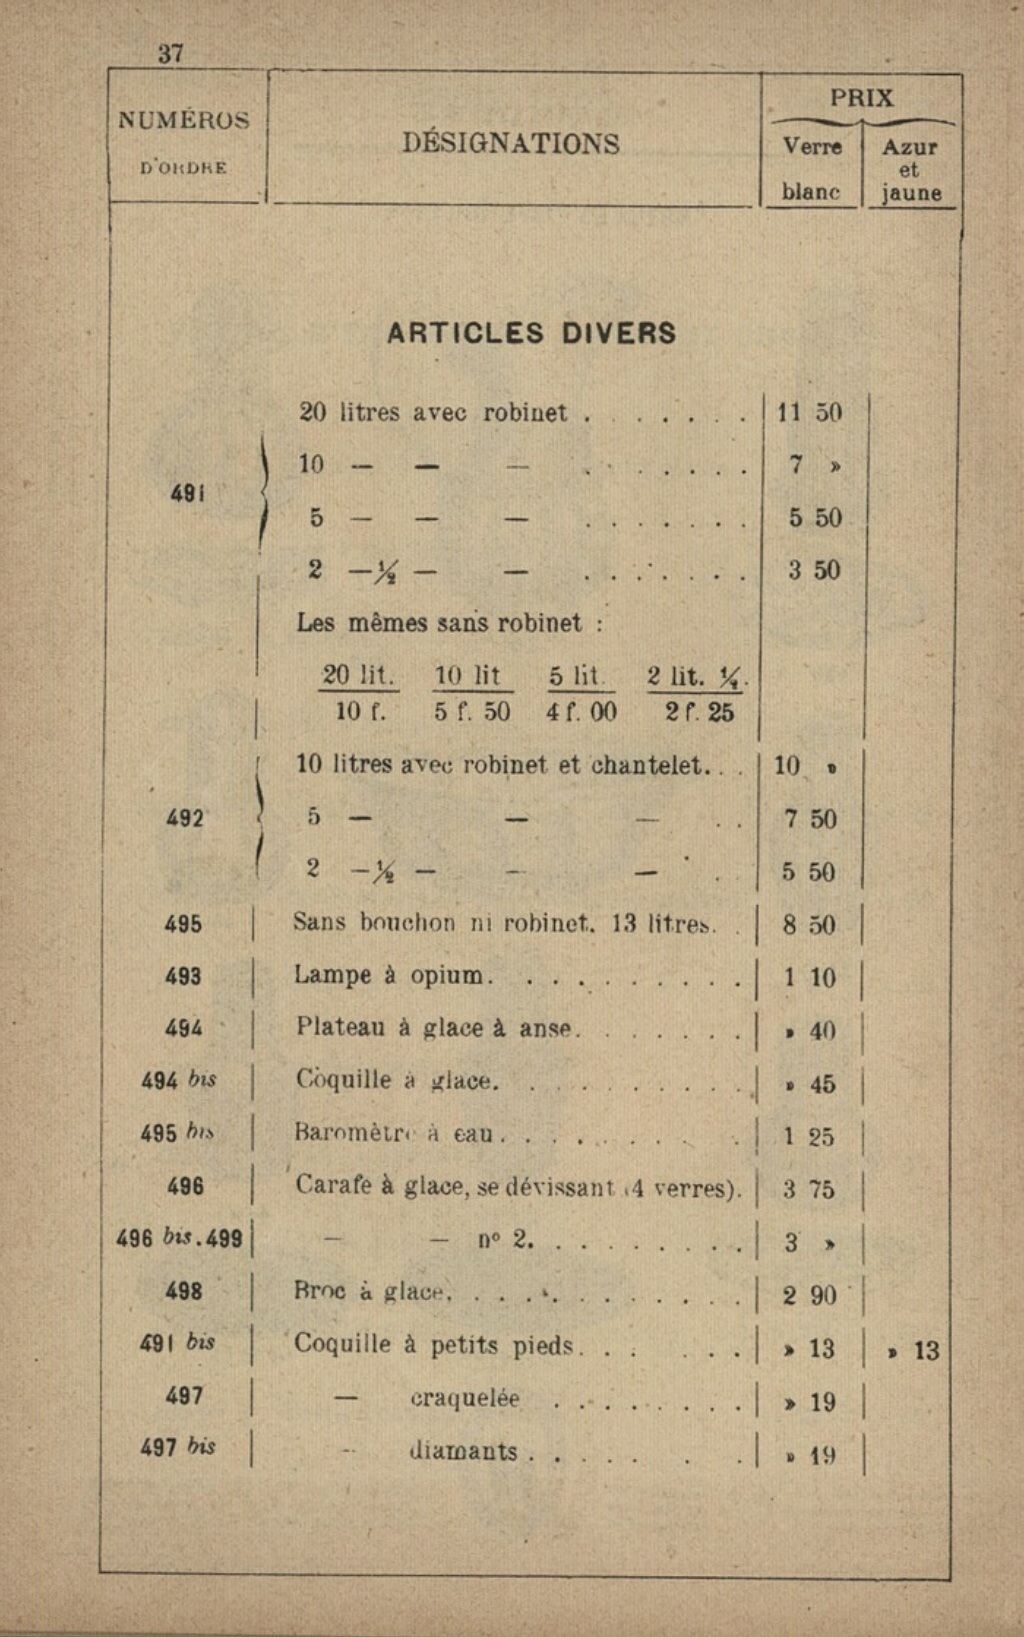 37
NUMÉROS D'ORDRE
DÉSIGNATIONS
PRIX
Verre blanc
Azur et jaune
ARTICLES DIVERS
491
20 litres avec robinet . . . . . . . 11 50
10 — — — . . . . . . 7 »
5 — — — . . . . . . . 5 50
2 — ½ — — . . . . . . . 3 50
Les mêmes sans robinet :
20 lit. 10 lit 5 lit. 2 lit. ¼.
10 f. 5 f. 50 4 f. 00 2 f. 25
492
10 litres avec robinet et chantelet. . . 10 »
5 — — — . . 7 50
2 — ½ — — — . . 5 50
495 Sans bouchon ni robinet. 13 litres. . 8 50
493 Lampe à opium. . . . . . . . . . 1 10
494 Plateau à glace à anse. . . . . . . » 40
494 bis Coquille à glace. . . . . . . . . . » 45
495 bis Baromètre à eau . . . . . . . . 1 25
496 Carafe à glace, se dévissant (4 verres). 3 75
496 bis.499 — — n° 2. . . . . . . . . 3 »
498 Broc à glace. . . . . . . . . . . . 2 90
491 bis Coquille à petits pieds. . . . . . » 13 » 13
497 — craquelée . . . . . . . . » 19
497 bis — diamants . . . . . . . » 19